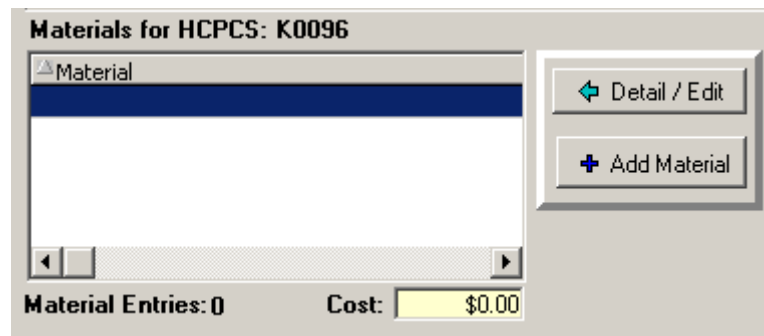 Materials for HCPCS: K0096
Material
Detail / Edit
Add Material
Material Entries: 0 Cost: $0.00